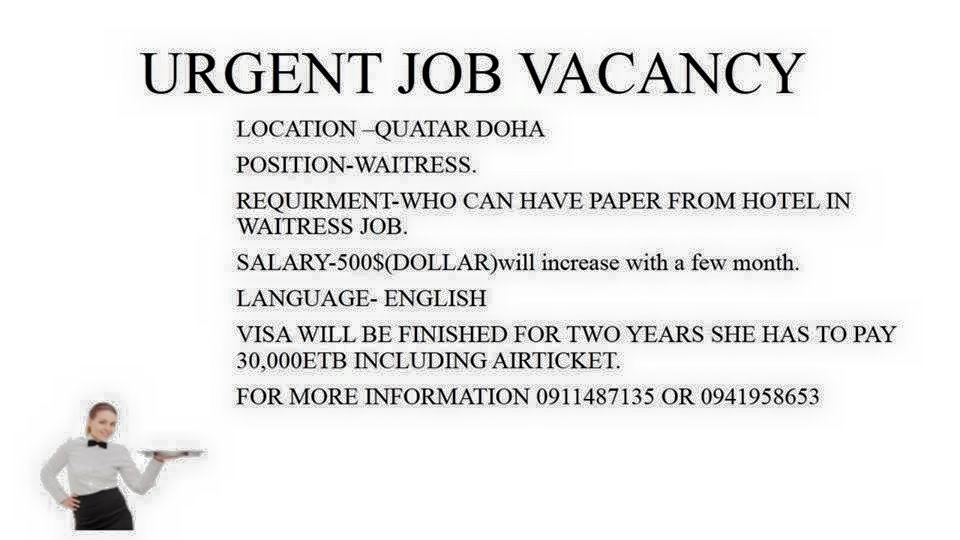 URGENT JOB VACANCY
LOCATION –QUATAR DOHA
POSITION-WAITRESS.
REQUIRMENT-WHO CAN HAVE PAPER FROM HOTEL IN
WAITRESS JOB.
SALARY-500$(DOLLAR)will increase with a few month.
LANGUAGE- ENGLISH
VISA WILL BE FINISHED FOR TWO YEARS SHE HAS TO PAY
30,000ETB INCLUDING AIRTICKET.
FOR MORE INFORMATION 0911487135 OR 0941958653